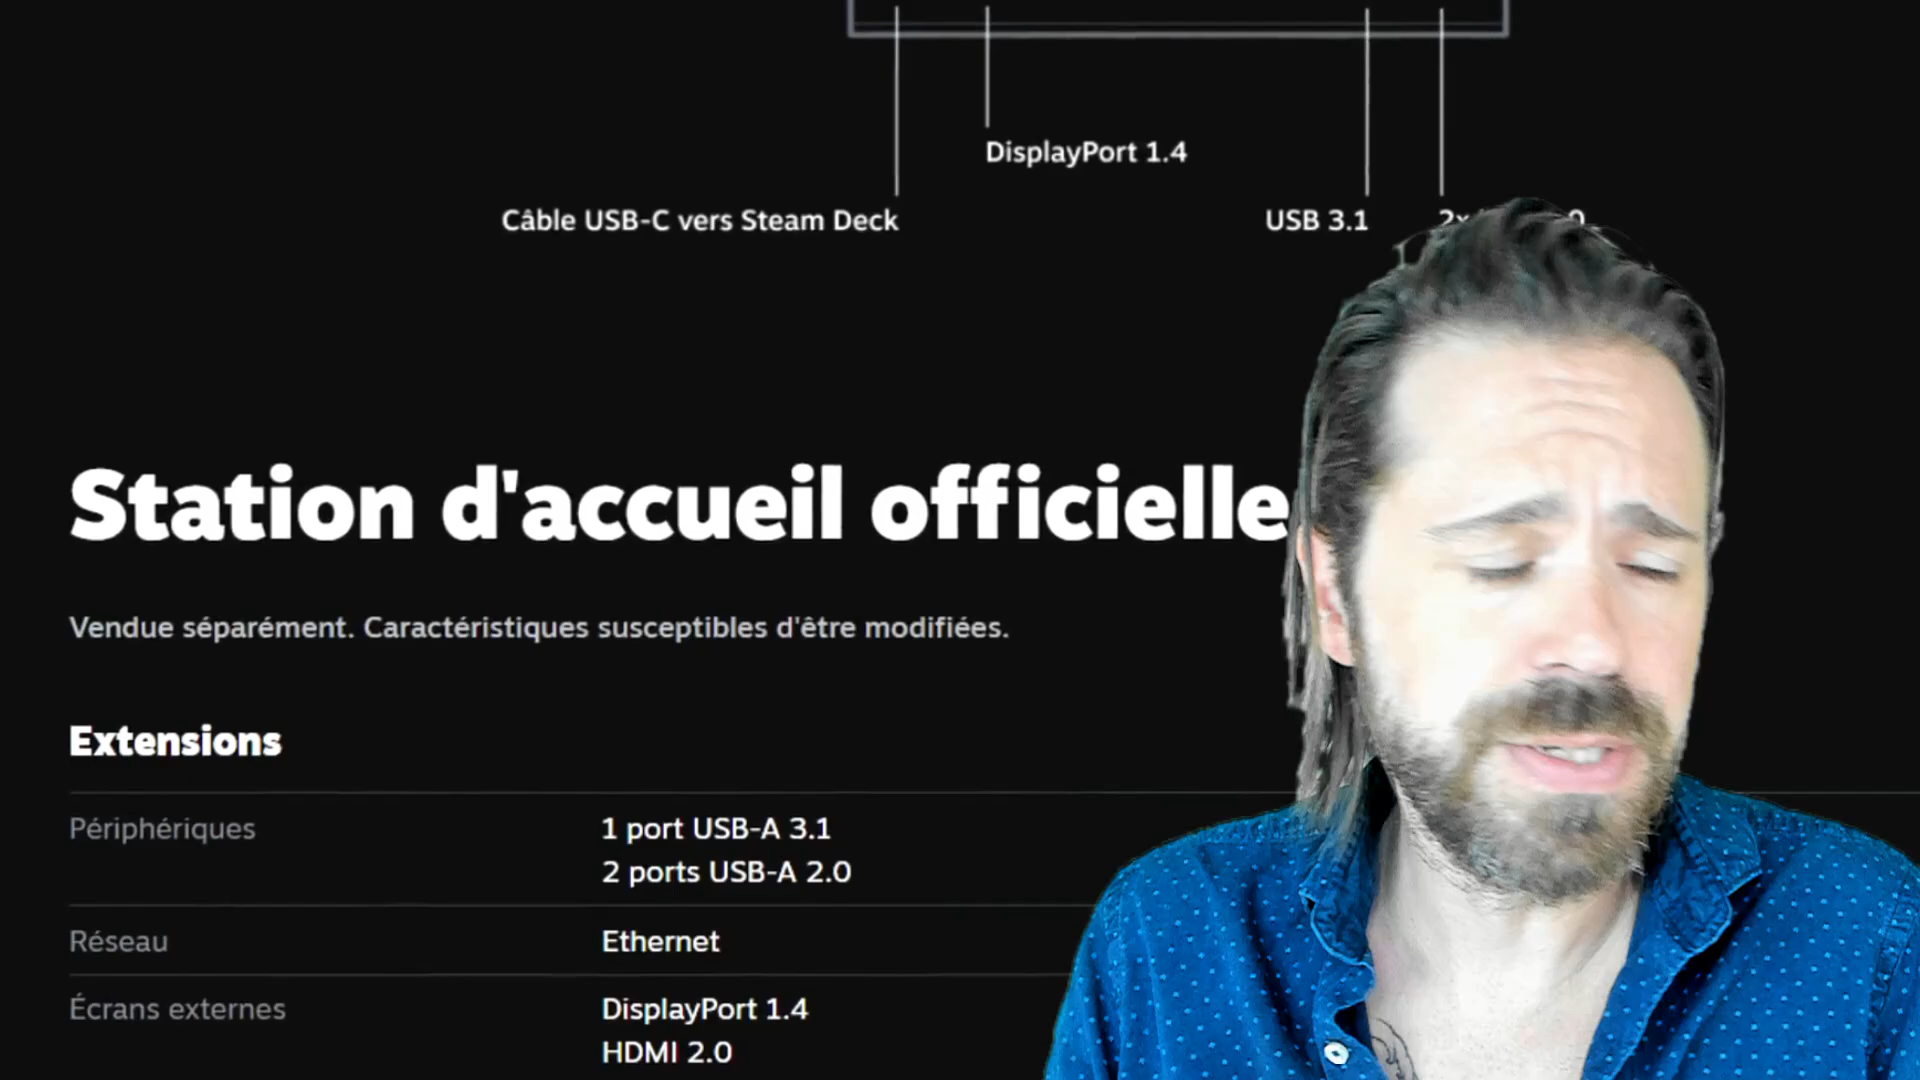 DisplayPort 1.4
Câble USB-C vers Steam Deck
USB 3.1
Station d'accueil officielle
Vendue séparément. Caractéristiques susceptibles d'être modifiées.
Extensions
Périphériques
1 port USB-A 3.1
2 ports USB-A 2.0
Réseau
Ethernet
Écrans externes
DisplayPort 1.4
HDMI 2.0